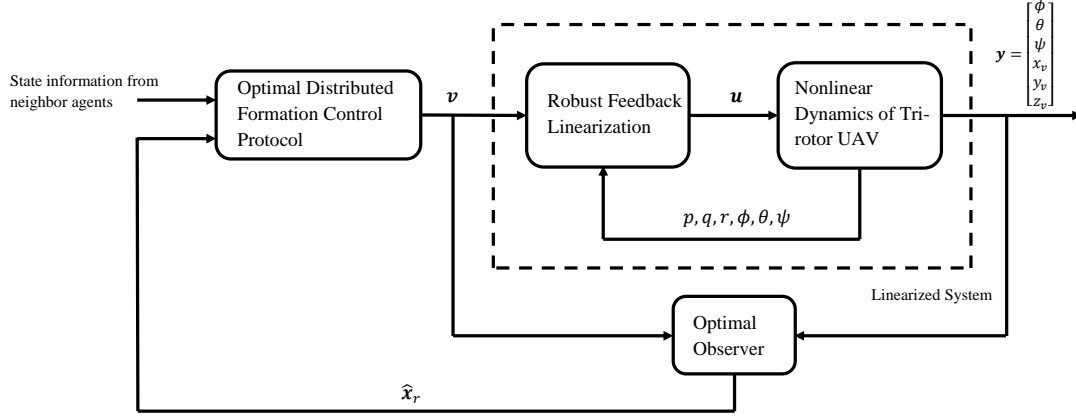 State information from
neighbor agents
Optimal Distributed
Formation Control
Protocol
v
Robust Feedback
Linearization
u
Nonlinear
Dynamics of Tri-
rotor UAV
y =
ϕ
θ
ψ
x_v
y_v
z_v
p, q, r, ϕ, θ, ψ
Linearized System
Optimal
Observer
x̂_r